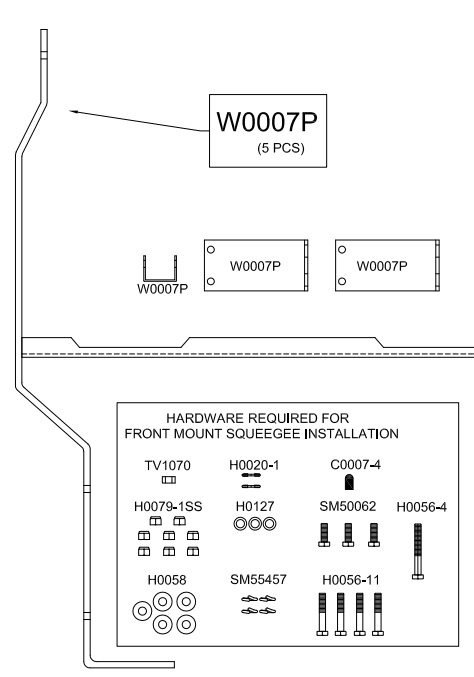 W0007P
(5 PCS)
W0007P
W0007P
W0007P
HARDWARE REQUIRED FOR
FRONT MOUNT SQUEEGEE INSTALLATION
TV1070
H0020-1
C0007-4
H0079-1SS
H0127
SM50062
H0056-4
H0058
SM55457
H0056-11